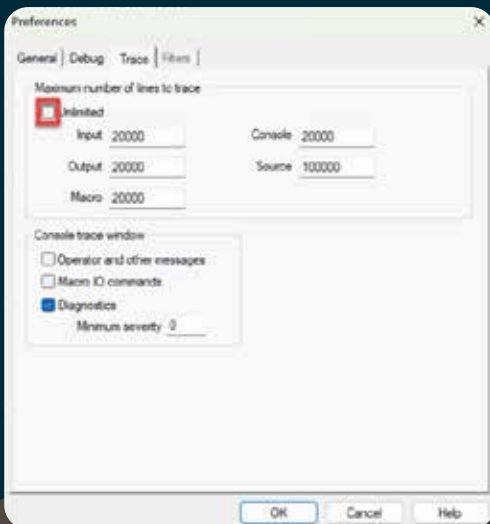 Preferences
General Debug Trace Filters
Maximum number of lines to trace
Unlimited
Input 20000 Console 20000
Output 20000 Source 100000
Macro 20000
Console trace window
Operator and other messages
Macro IO commands
Diagnostics
Minimum severity 0
OK Cancel Help